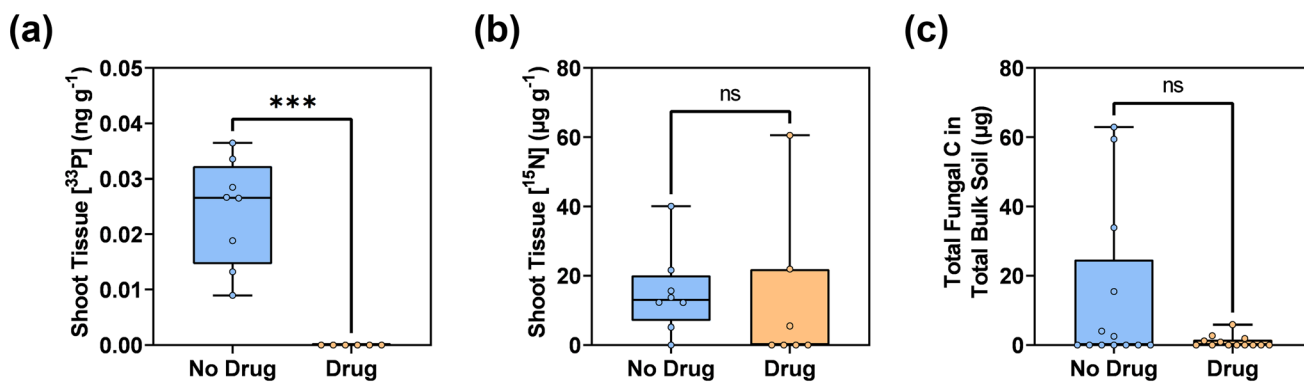 (a)
Shoot Tissue [³³P] (ng g⁻¹)
0.05
0.04
0.03
0.02
0.01
0.00
***
No Drug
Drug
(b)
Shoot Tissue [¹⁵N] (µg g⁻¹)
80
60
40
20
0
ns
No Drug
Drug
(c)
Total Fungal C in
Total Bulk Soil (µg)
80
60
40
20
0
ns
No Drug
Drug